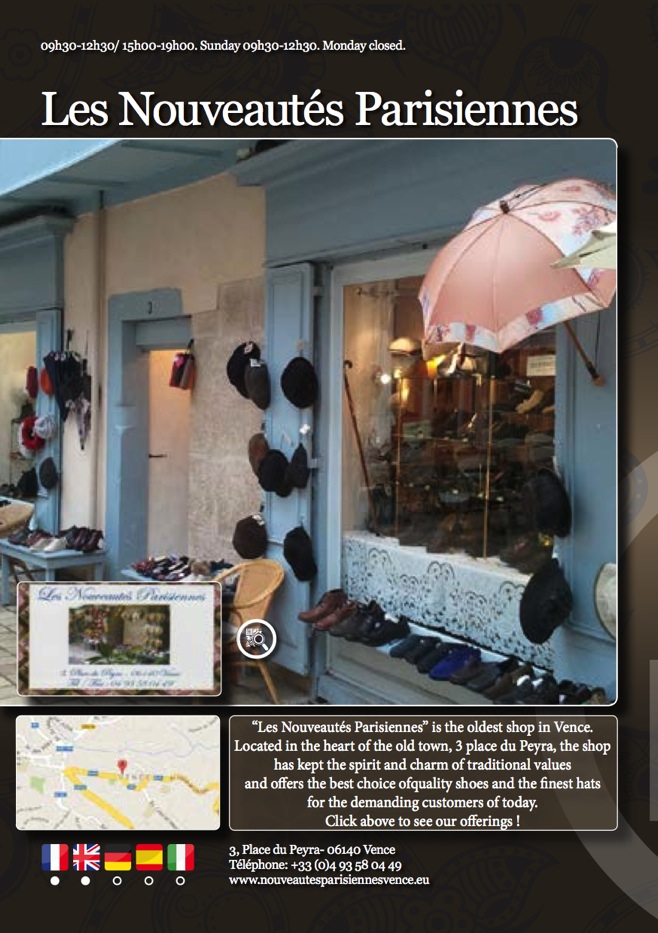 09h30-12h30/ 15h00-19h00. Sunday 09h30-12h30. Monday closed.
Les Nouveautés Parisiennes
3
Les Nouveautés Parisiennes
3, Place du Peyra - 06140 Vence
Tél / Fax - 04 93 58 04 49
VENCE
"Les Nouveautés Parisiennes" is the oldest shop in Vence.
Located in the heart of the old town, 3 place du Peyra, the shop
has kept the spirit and charm of traditional values
and offers the best choice ofquality shoes and the finest hats
for the demanding customers of today.
Click above to see our offerings !
3, Place du Peyra- 06140 Vence
Téléphone: +33 (0)4 93 58 04 49
www.nouveautesparisiennesvence.eu